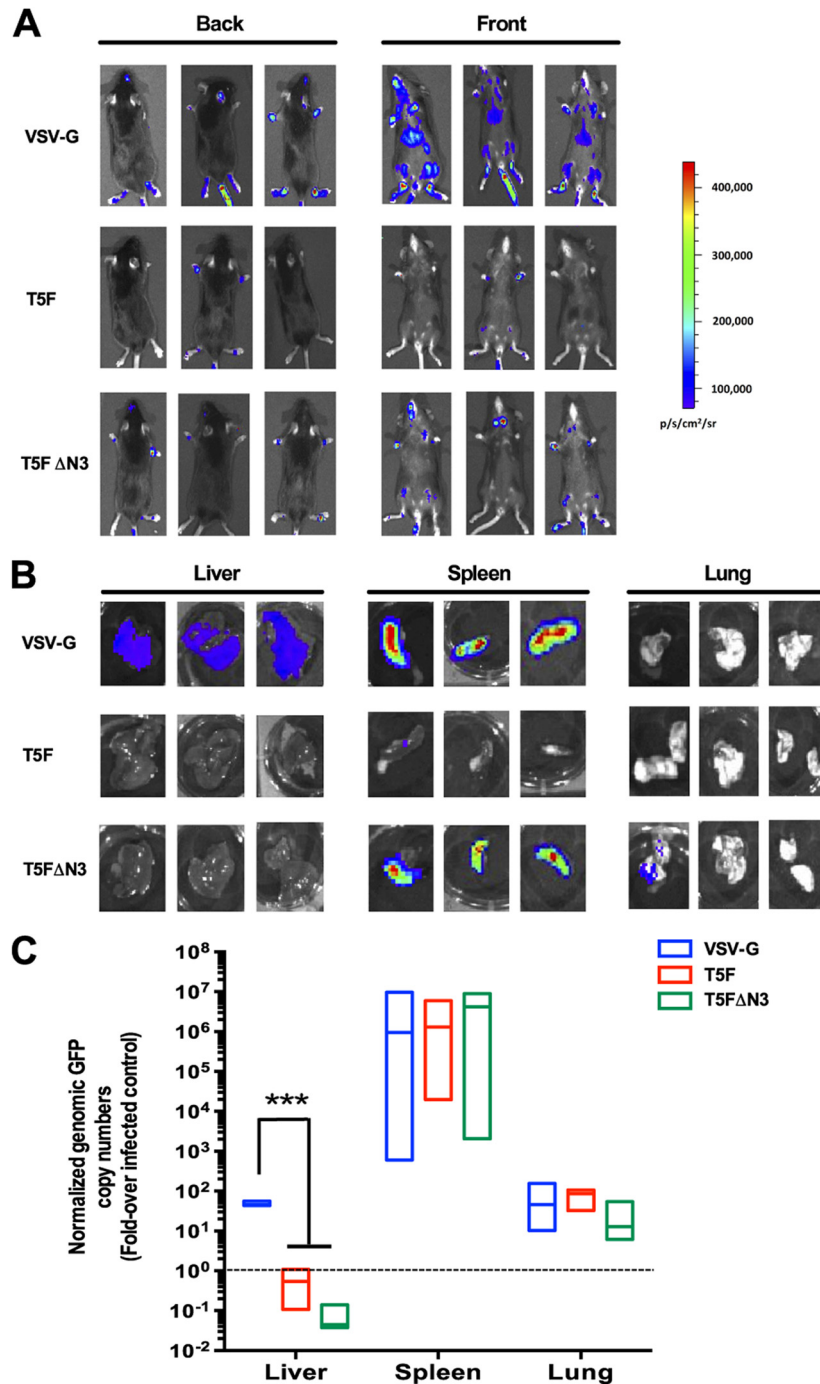 A
Back
Front
VSV-G
T5F
T5F ΔN3
400,000
300,000
200,000
100,000
p/s/cm²/sr
B
Liver
Spleen
Lung
VSV-G
T5F
T5FΔN3
C
Normalized genomic GFP
copy numbers
(Fold-over infected control)
10⁸
10⁷
10⁶
10⁵
10⁴
10³
10²
10¹
10⁰
10⁻¹
10⁻²
***
VSV-G
T5F
T5FΔN3
Liver
Spleen
Lung